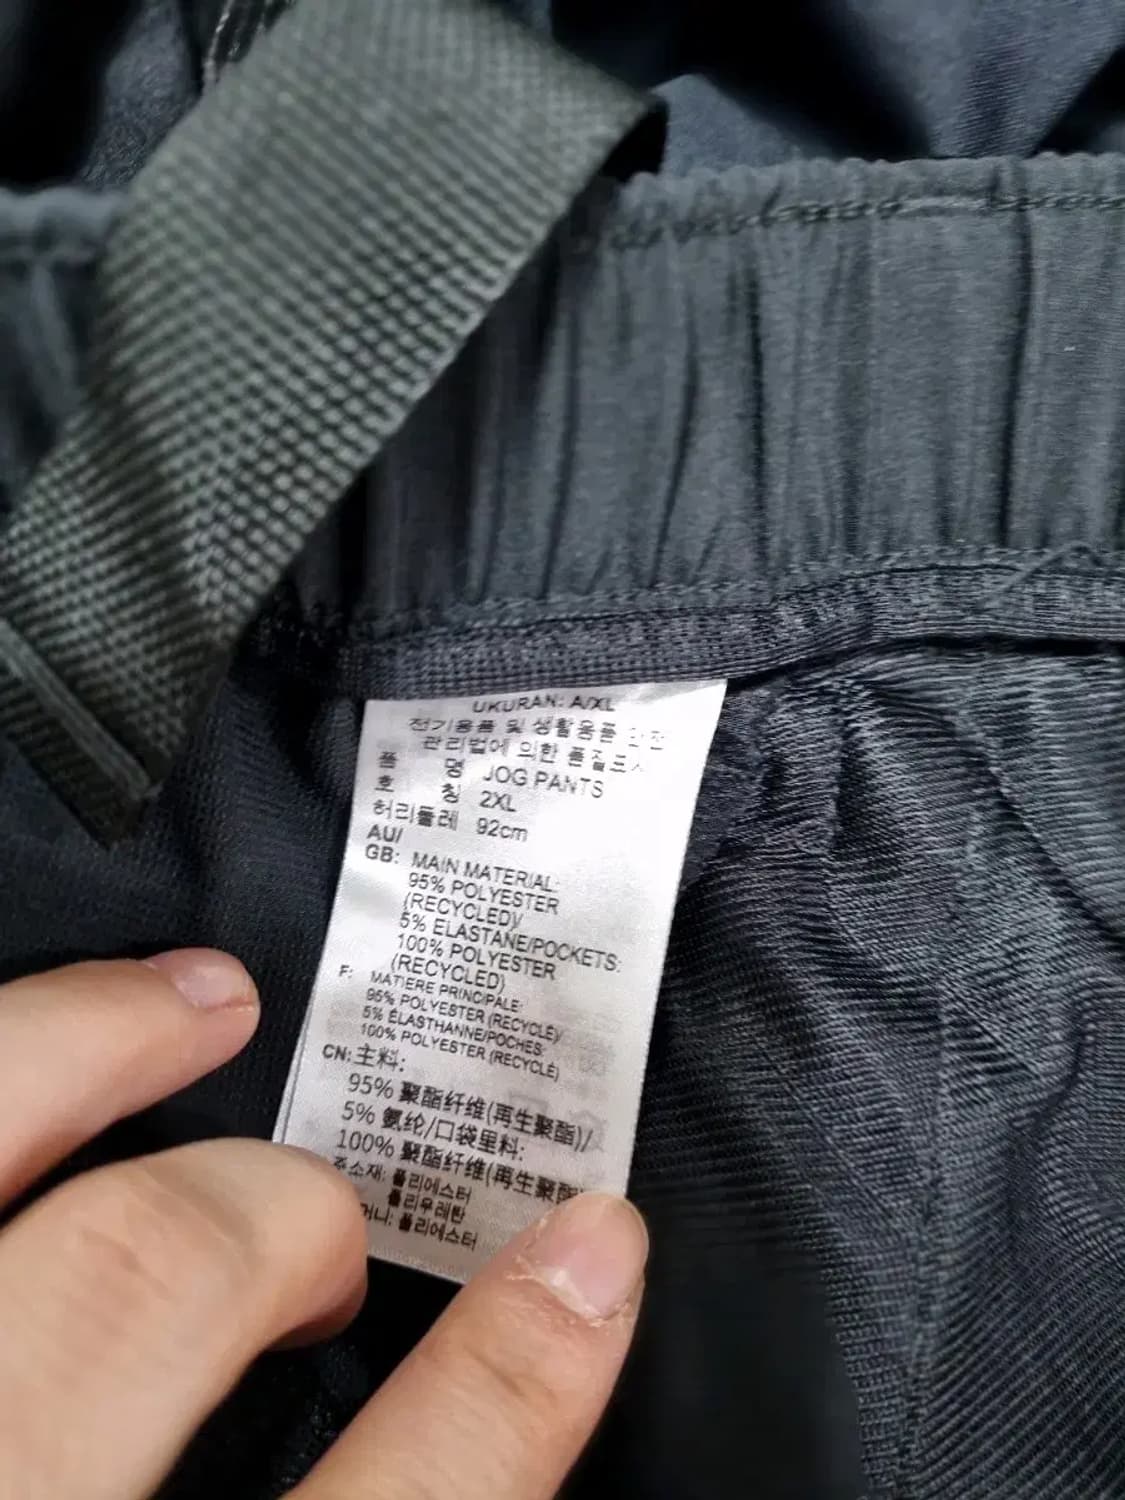 UKURAN: A/XL
전기용품 및 생활용품 안전
관리법에 의한 품질표시
품 명 JOG PANTS
호 칭 2XL
허리둘레 92cm
AU/
GB: MAIN MATERIAL:
95% POLYESTER
(RECYCLED)/
5% ELASTANE/POCKETS:
100% POLYESTER
(RECYCLED)
F: MATIERE PRINCIPALE:
95% POLYESTER (RECYCLÉ)/
5% ÉLASTHANNE/POCHES:
100% POLYESTER (RECYCLÉ)
CN: 主料:
95% 聚酯纤维(再生聚酯)/
5% 氨纶/口袋里料:
100% 聚酯纤维(再生聚酯
주소재: 폴리에스터
폴리우레탄
머니: 폴리에스터